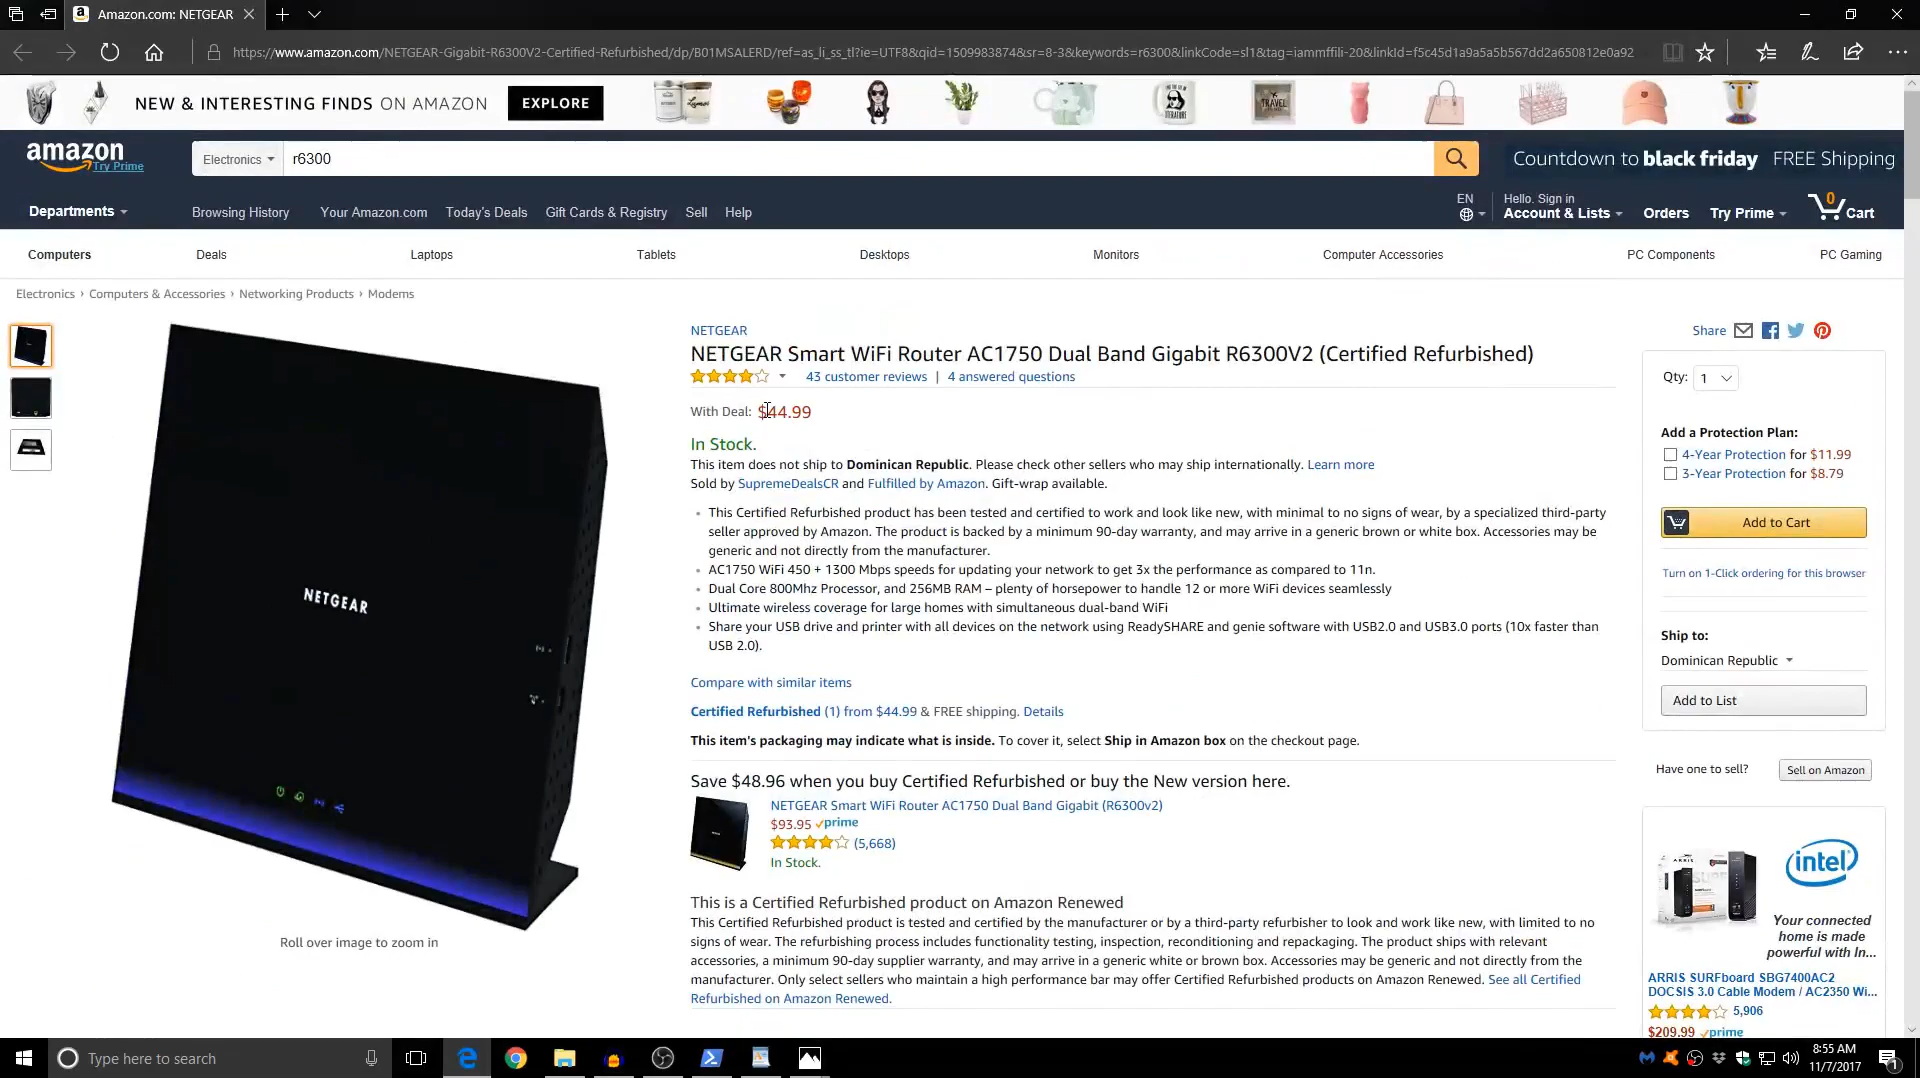 Amazon.com: NETGEAR
https://www.amazon.com/NETGEAR-Gigabit-R6300V2-Certified-Refurbished/dp/B01MSALERD/ref=as_li_ss_tl?ie=UTF8&qid=1509983874&sr=8-3&keywords=r6300&linkCode=sl1&tag=iammffili-20&linkId=f5c45d1a9a5a5b567dd2a650812e0a92
NEW & INTERESTING FINDS ON AMAZON EXPLORE
TRAVEL
amazon Try Prime
Electronics r6300
Countdown to black friday FREE Shipping
Departments Browsing History Your Amazon.com Today's Deals Gift Cards & Registry Sell Help
EN
Hello. Sign in
Account & Lists Orders Try Prime 0 Cart
Computers Deals Laptops Tablets Desktops Monitors Computer Accessories PC Components PC Gaming
Electronics › Computers & Accessories › Networking Products › Modems
NETGEAR
NETGEAR
NETGEAR Smart WiFi Router AC1750 Dual Band Gigabit R6300V2 (Certified Refurbished)
43 customer reviews | 4 answered questions
With Deal: $44.99
In Stock.
This item does not ship to Dominican Republic. Please check other sellers who may ship internationally. Learn more
Sold by SupremeDealsCR and Fulfilled by Amazon. Gift-wrap available.
• This Certified Refurbished product has been tested and certified to work and look like new, with minimal to no signs of wear, by a specialized third-party
seller approved by Amazon. The product is backed by a minimum 90-day warranty, and may arrive in a generic brown or white box. Accessories may be
generic and not directly from the manufacturer.
• AC1750 WiFi 450 + 1300 Mbps speeds for updating your network to get 3x the performance as compared to 11n.
• Dual Core 800Mhz Processor, and 256MB RAM – plenty of horsepower to handle 12 or more WiFi devices seamlessly
• Ultimate wireless coverage for large homes with simultaneous dual-band WiFi
• Share your USB drive and printer with all devices on the network using ReadySHARE and genie software with USB2.0 and USB3.0 ports (10x faster than
USB 2.0).
Compare with similar items
Certified Refurbished (1) from $44.99 & FREE shipping. Details
This item's packaging may indicate what is inside. To cover it, select Ship in Amazon box on the checkout page.
Save $48.96 when you buy Certified Refurbished or buy the New version here.
NETGEAR Smart WiFi Router AC1750 Dual Band Gigabit (R6300v2)
$93.95 prime
(5,668)
In Stock.
This is a Certified Refurbished product on Amazon Renewed
This Certified Refurbished product is tested and certified by the manufacturer or by a third-party refurbisher to look and work like new, with limited to no
signs of wear. The refurbishing process includes functionality testing, inspection, reconditioning and repackaging. The product ships with relevant
accessories, a minimum 90-day supplier warranty, and may arrive in a generic white or brown box. Accessories may be generic and not directly from the
manufacturer. Only select sellers who maintain a high performance bar may offer Certified Refurbished products on Amazon Renewed. See all Certified
Refurbished on Amazon Renewed.
Roll over image to zoom in
Share
Qty: 1
Add a Protection Plan:
4-Year Protection for $11.99
3-Year Protection for $8.79
Add to Cart
Turn on 1-Click ordering for this browser
Ship to:
Dominican Republic
Add to List
Have one to sell? Sell on Amazon
intel
Your connected
home is made
powerful with In...
ARRIS SURFboard SBG7400AC2
DOCSIS 3.0 Cable Modem / AC2350 Wi...
5,906
$209.99 prime
Type here to search
8:55 AM
11/7/2017
1